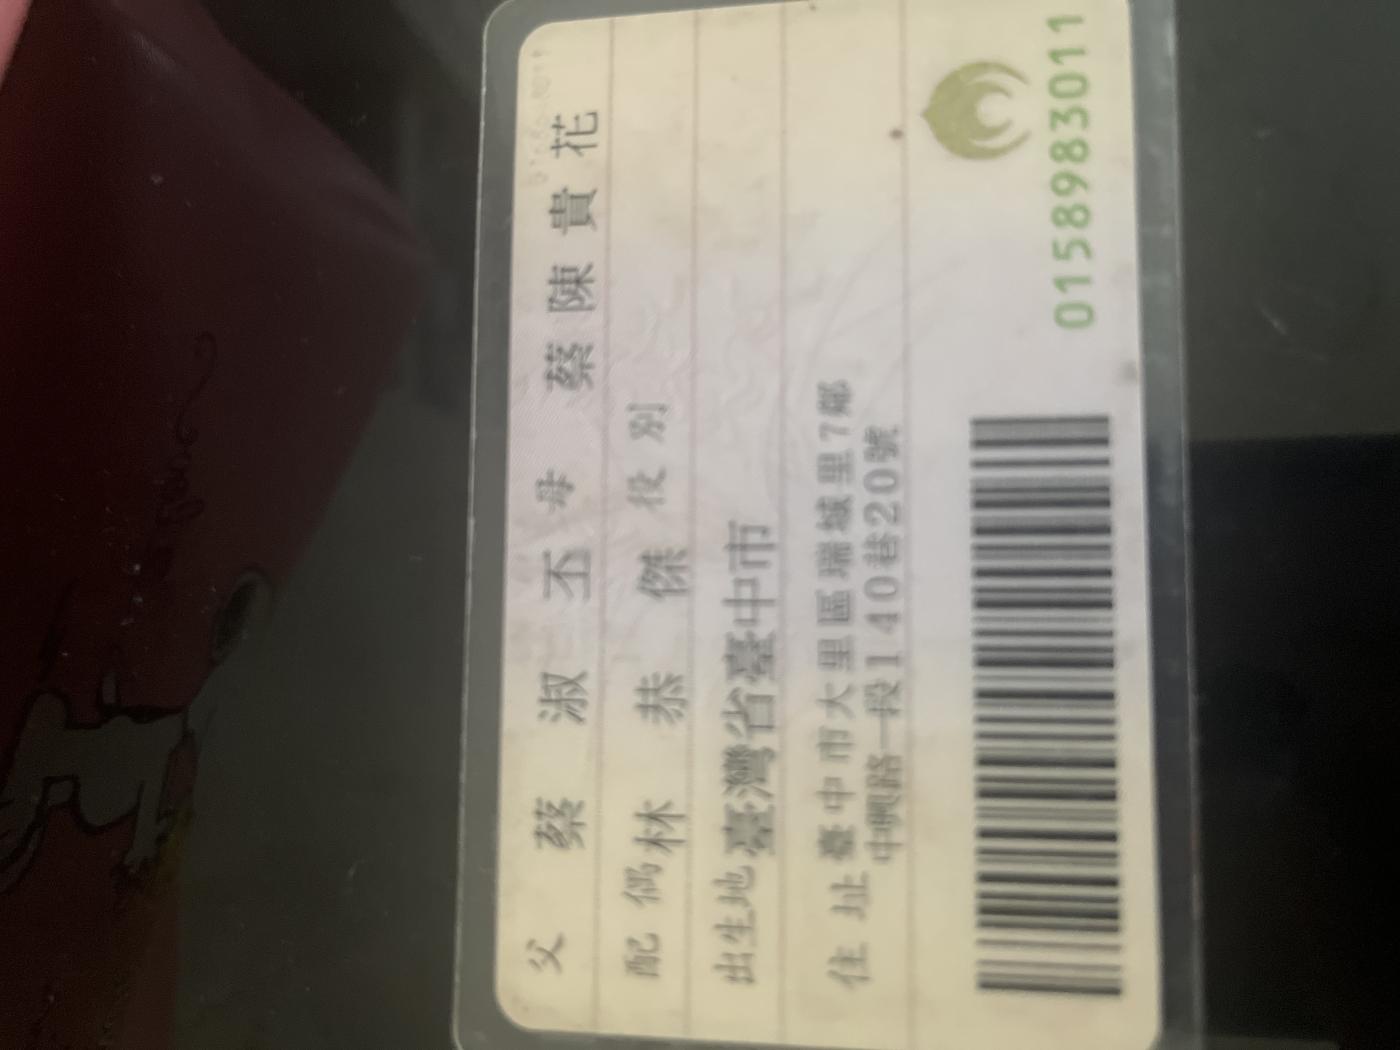 父 蔡淑丕 母 蔡陳貴花
配偶 林恭傑 役別
出生地 臺灣省臺中市
住址 臺中市大里區瑞城里7鄰
中興路一段140巷20號
0158983011